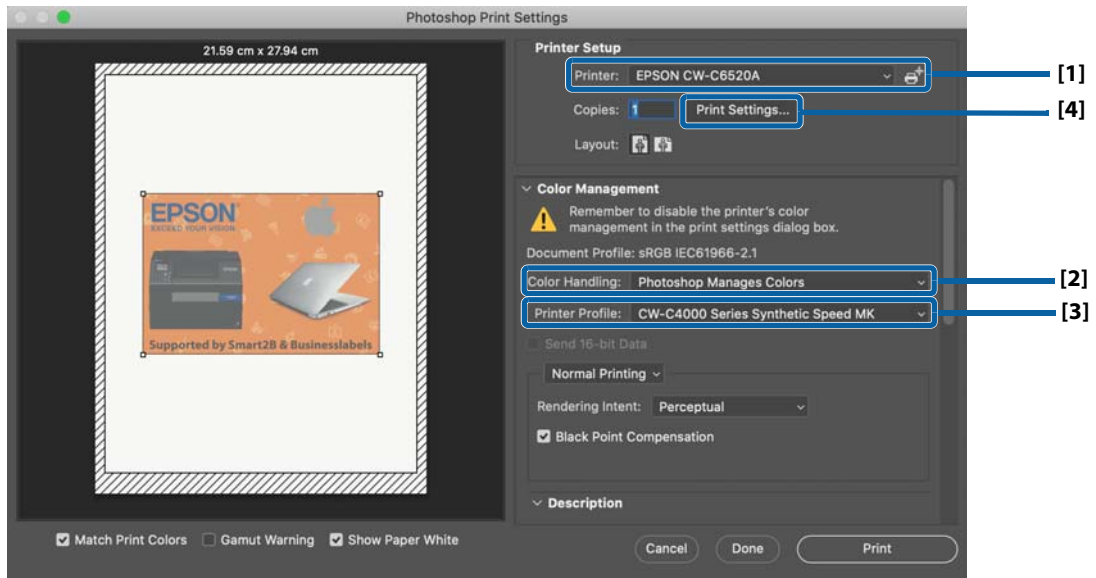 Photoshop Print Settings
21.59 cm x 27.94 cm
EPSON
EXCEED YOUR VISION
Supported by Smart2B & Businesslabels
Match Print Colors Gamut Warning Show Paper White
Printer Setup
Printer: EPSON CW-C6520A
[1]
Copies: 1 Print Settings...
[4]
Layout:
Color Management
Remember to disable the printer's color
management in the print settings dialog box.
Document Profile: sRGB IEC61966-2.1
Color Handling: Photoshop Manages Colors
[2]
Printer Profile: CW-C4000 Series Synthetic Speed MK
[3]
Send 16-bit Data
Normal Printing
Rendering Intent: Perceptual
Black Point Compensation
Description
Cancel Done Print